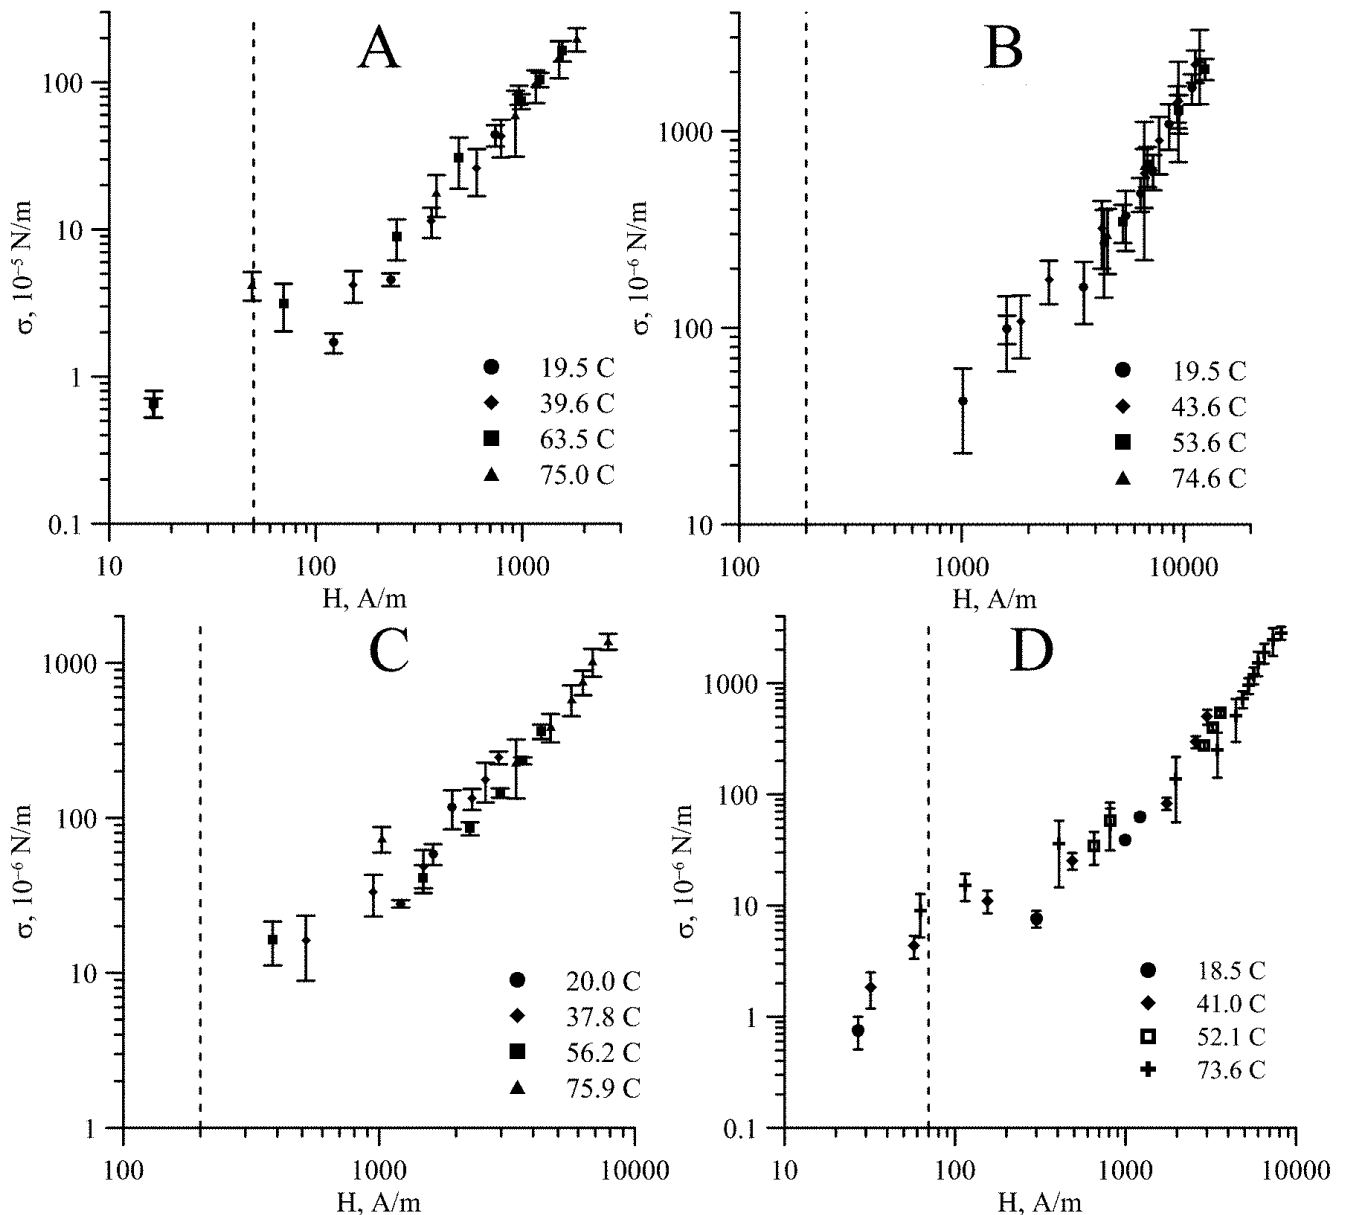 A
100
10
1
0.1
10
100
1000
σ, 10⁻⁵ N/m
H, A/m
19.5 C
39.6 C
63.5 C
75.0 C
B
1000
100
10
100
1000
10000
σ, 10⁻⁶ N/m
H, A/m
19.5 C
43.6 C
53.6 C
74.6 C
C
1000
100
10
1
100
1000
10000
σ, 10⁻⁶ N/m
H, A/m
20.0 C
37.8 C
56.2 C
75.9 C
D
1000
100
10
1
0.1
10
100
1000
10000
σ, 10⁻⁶ N/m
H, A/m
18.5 C
41.0 C
52.1 C
73.6 C